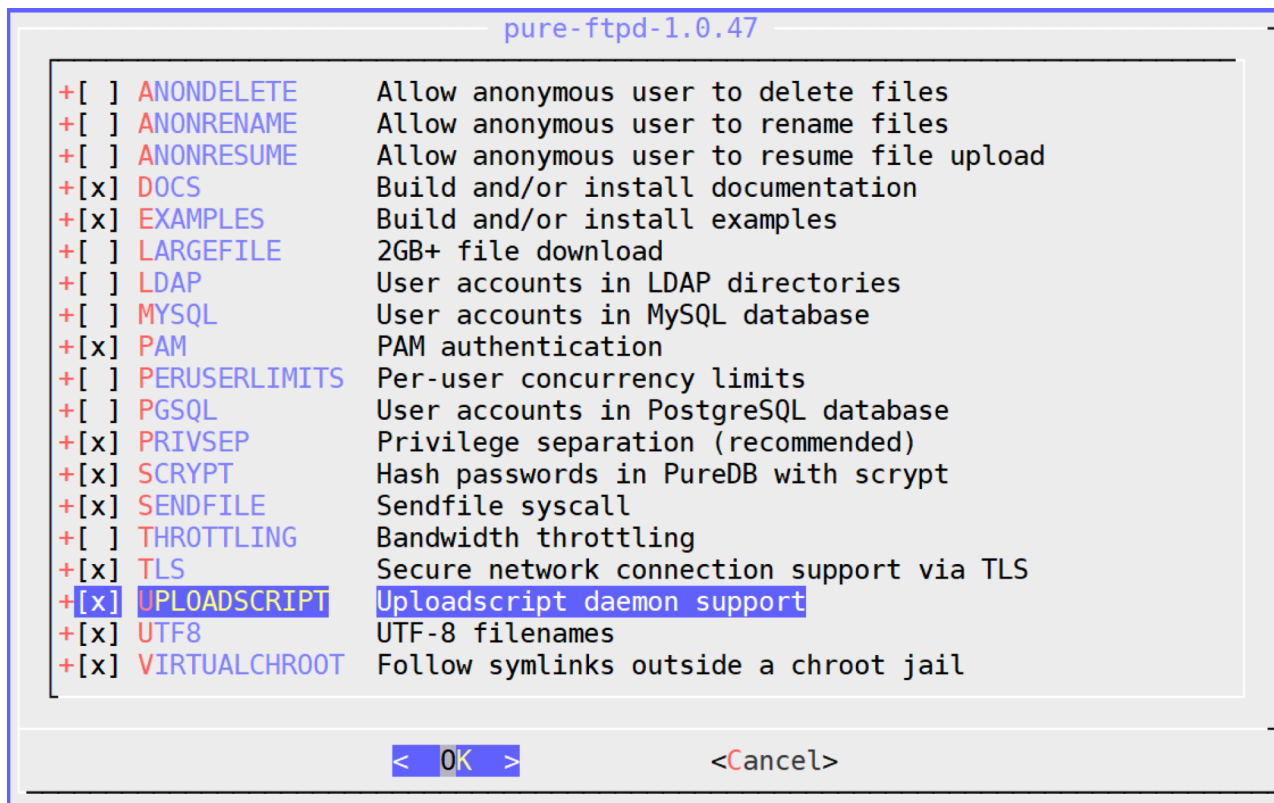 pure-ftpd-1.0.47
+[ ] ANONDELETE Allow anonymous user to delete files
+[ ] ANONRENAME Allow anonymous user to rename files
+[ ] ANONRESUME Allow anonymous user to resume file upload
+[x] DOCS Build and/or install documentation
+[x] EXAMPLES Build and/or install examples
+[ ] LARGEFILE 2GB+ file download
+[ ] LDAP User accounts in LDAP directories
+[ ] MYSQL User accounts in MySQL database
+[x] PAM PAM authentication
+[ ] PERUSERLIMITS Per-user concurrency limits
+[ ] PGSQL User accounts in PostgreSQL database
+[x] PRIVSEP Privilege separation (recommended)
+[x] SCRYPT Hash passwords in PureDB with scrypt
+[x] SENDFILE Sendfile syscall
+[ ] THROTTLING Bandwidth throttling
+[x] TLS Secure network connection support via TLS
+[x] UPLOADSCRIPT Uploadscript daemon support
+[x] UTF8 UTF-8 filenames
+[x] VIRTUALCHROOT Follow symlinks outside a chroot jail
< OK > <Cancel>